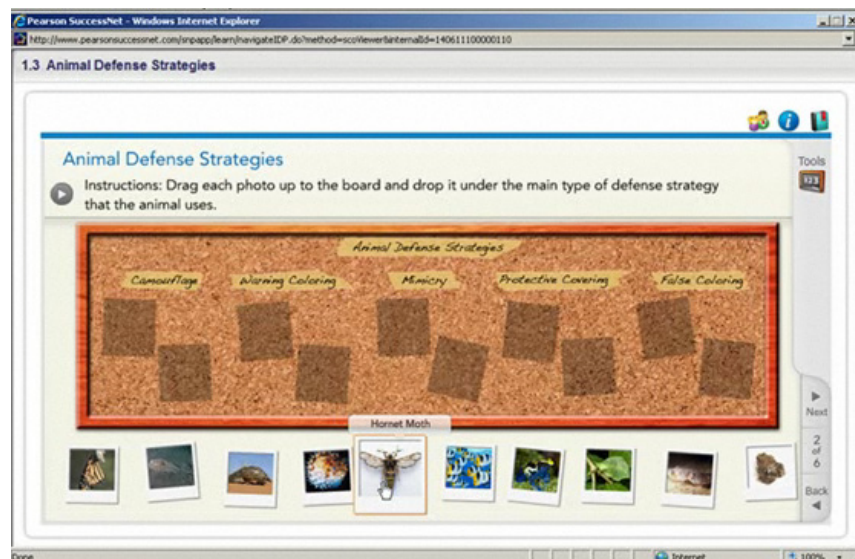 Pearson SuccessNet - Windows Internet Explorer
http://www.pearsonsuccessnet.com/snpapp/learn/navigateIDP.do?method=scoViewer&internalId=140611100000110
1.3 Animal Defense Strategies
Animal Defense Strategies
Tools
Instructions: Drag each photo up to the board and drop it under the main type of defense strategy
that the animal uses.
Animal Defense Strategies
Camouflage
Warning Coloring
Mimicry
Protective Covering
False Coloring
Hornet Moth
Next
2
of
6
Back
Done
Internet
100%